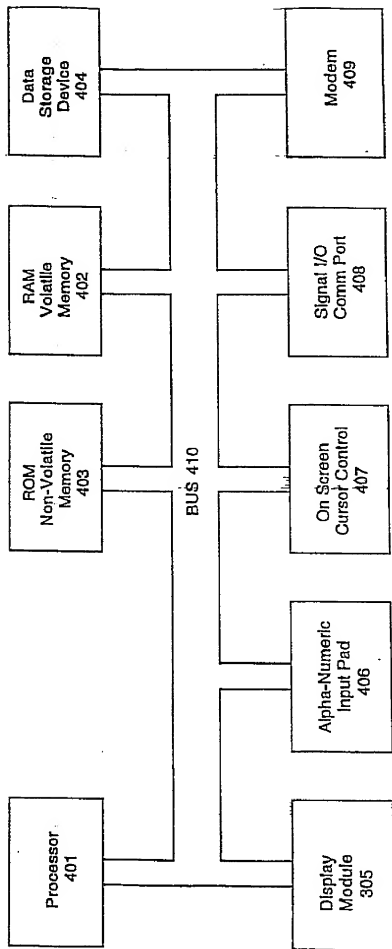 Processor
401
ROM
Non-Volatile
Memory
403
RAM
Volatile
Memory
402
Data
Storage
Device
404
BUS 410
Display
Module
305
Alpha-Numeric
Input Pad
406
On Screen
Cursor Control
407
Signal I/O
Comm Port
408
Modem
409